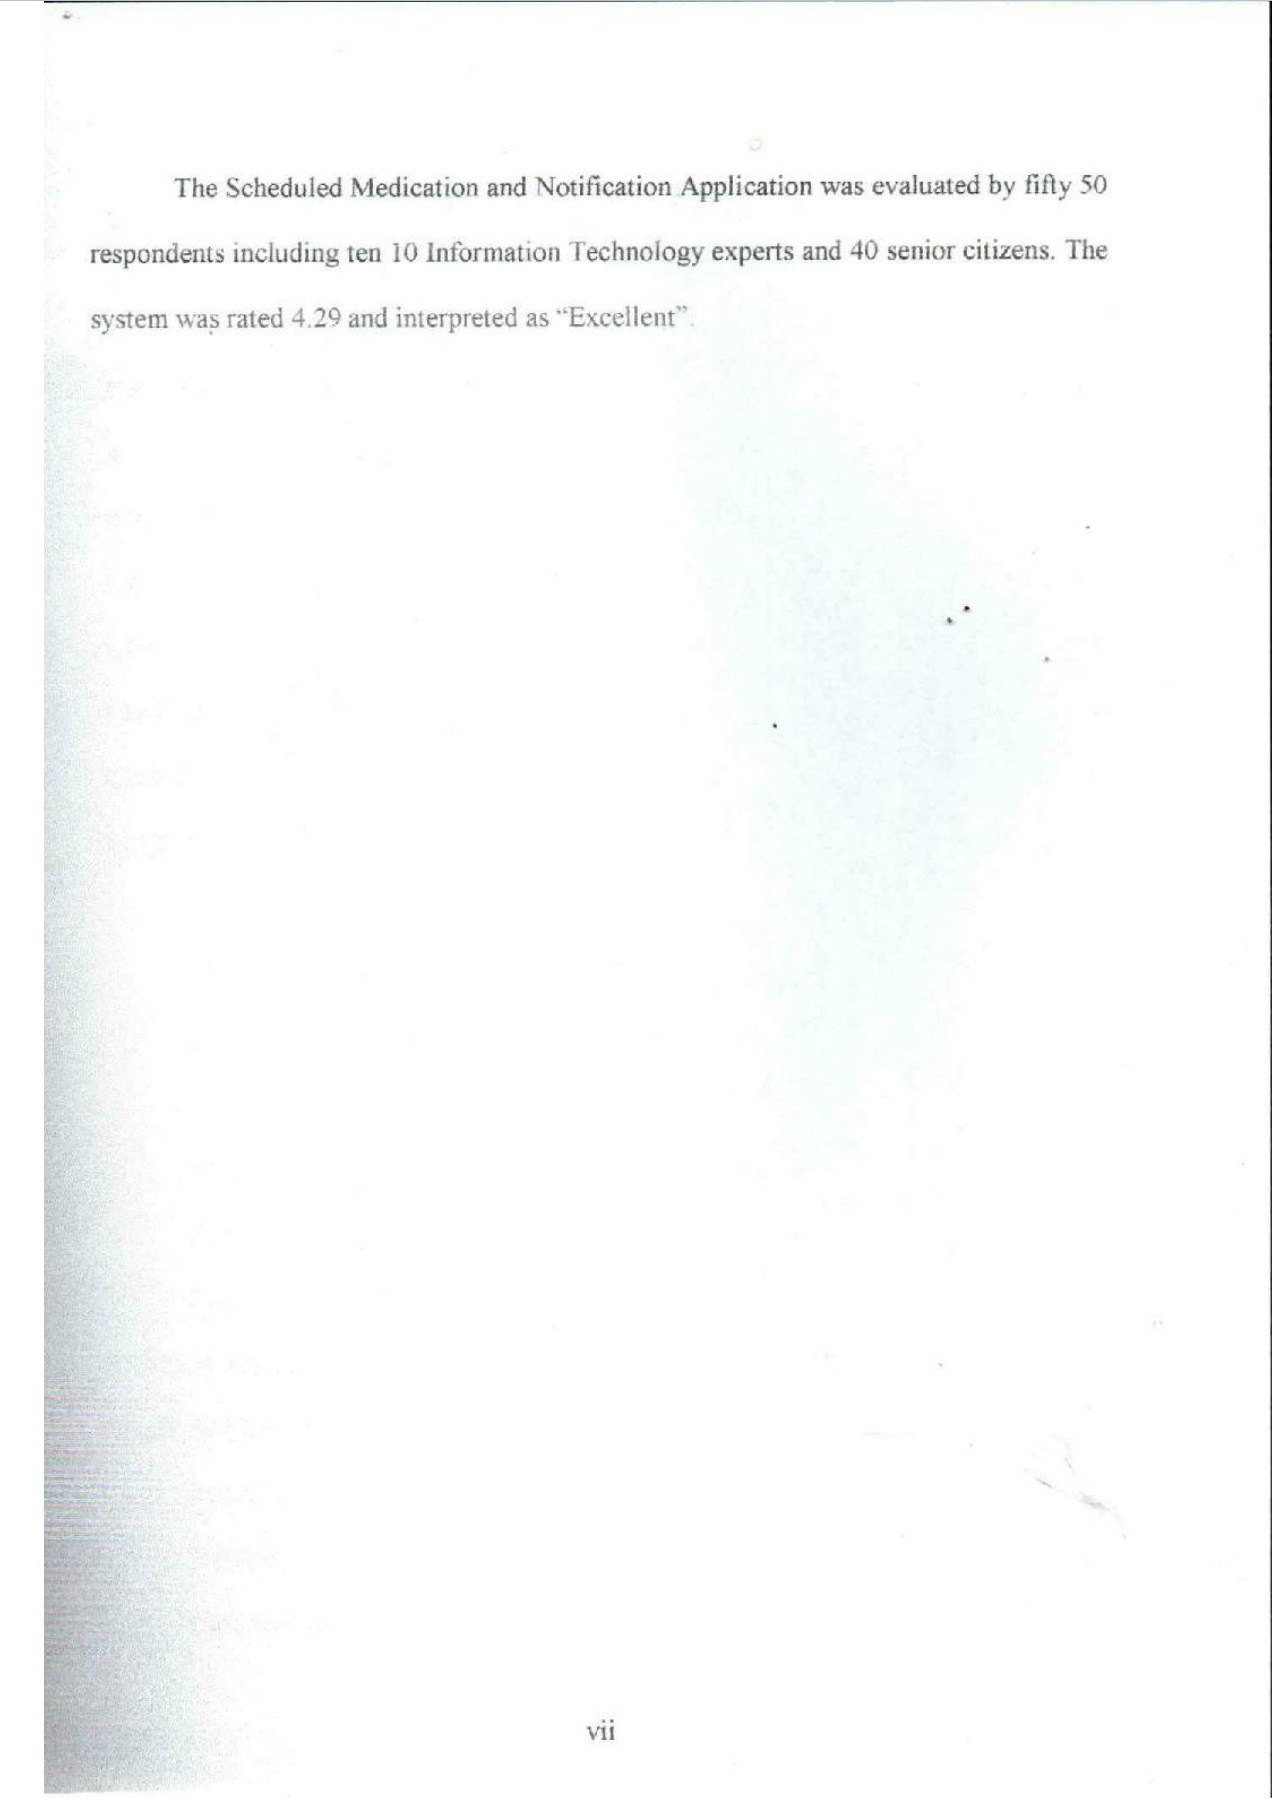 The Scheduled Medication and Notification Application was evaluated by fifty 50
respondents including ten 10 Information Technology experts and 40 senior citizens. The
system was rated 4.29 and interpreted as “Excellent”.
vii